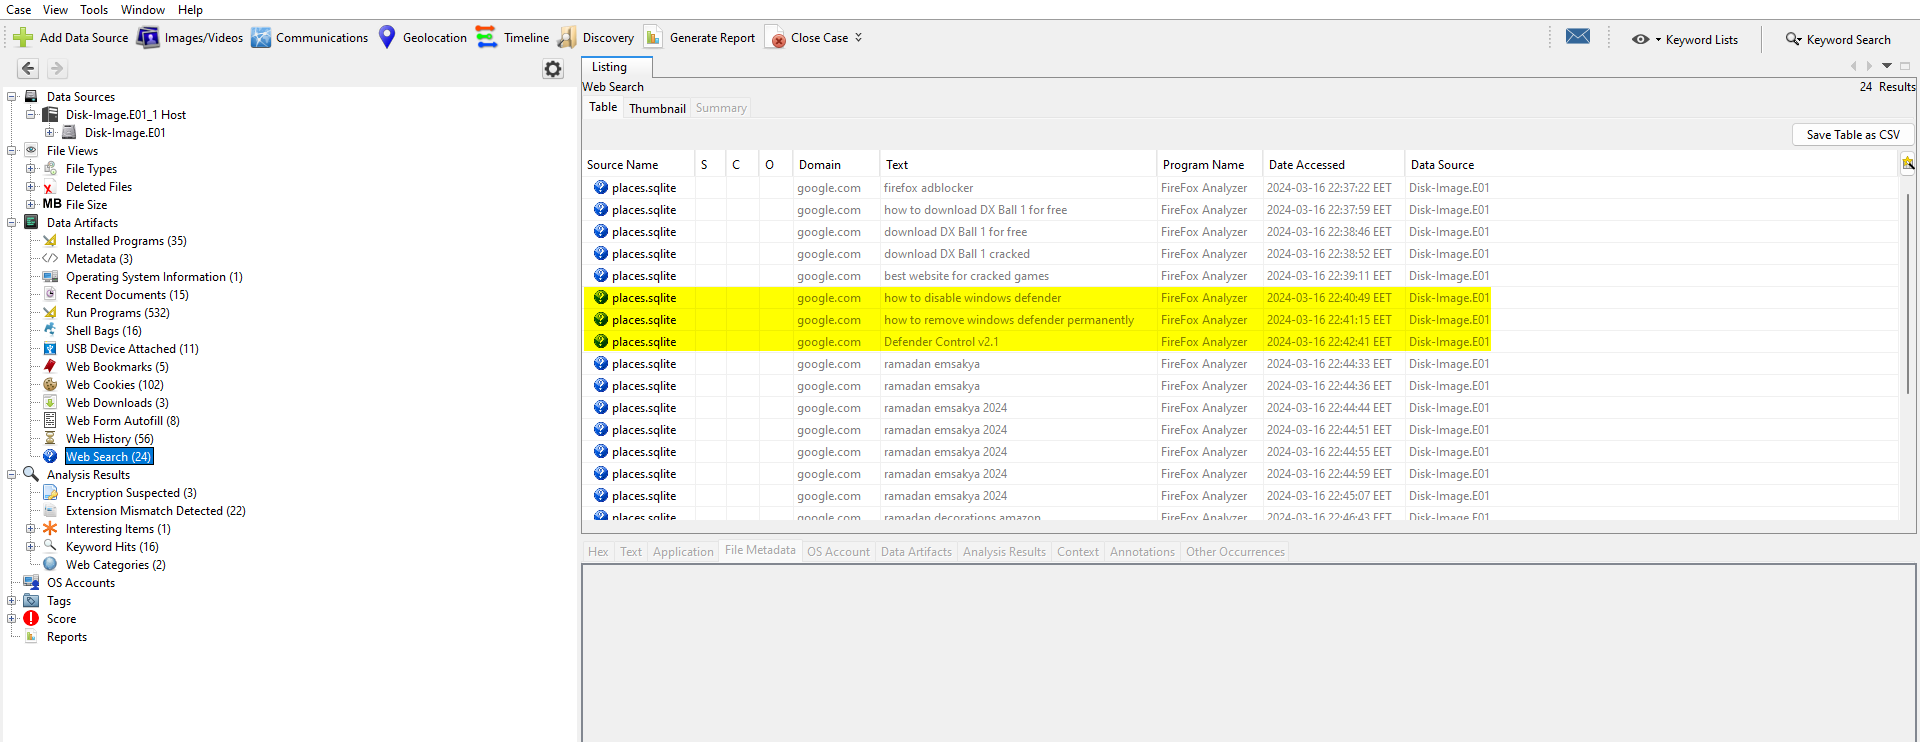 Case View Tools Window Help
Add Data Source Images/Videos Communications Geolocation Timeline Discovery Generate Report Close Case Keyword Lists Keyword Search
Data Sources
Disk-Image.E01_1 Host
Disk-Image.E01
File Views
File Types
Deleted Files
MB File Size
Data Artifacts
Installed Programs (35)
Metadata (3)
Operating System Information (1)
Recent Documents (15)
Run Programs (532)
Shell Bags (16)
USB Device Attached (11)
Web Bookmarks (5)
Web Cookies (102)
Web Downloads (3)
Web Form Autofill (8)
Web History (56)
Web Search (24)
Analysis Results
Encryption Suspected (3)
Extension Mismatch Detected (22)
Interesting Items (1)
Keyword Hits (16)
Web Categories (2)
OS Accounts
Tags
Score
Reports
Listing
Web Search 24 Results
Table Thumbnail Summary
Save Table as CSV
Source Name S C O Domain Text Program Name Date Accessed Data Source
places.sqlite google.com firefox adblocker FireFox Analyzer 2024-03-16 22:37:22 EET Disk-Image.E01
places.sqlite google.com how to download DX Ball 1 for free FireFox Analyzer 2024-03-16 22:37:59 EET Disk-Image.E01
places.sqlite google.com download DX Ball 1 for free FireFox Analyzer 2024-03-16 22:38:46 EET Disk-Image.E01
places.sqlite google.com download DX Ball 1 cracked FireFox Analyzer 2024-03-16 22:38:52 EET Disk-Image.E01
places.sqlite google.com best website for cracked games FireFox Analyzer 2024-03-16 22:39:11 EET Disk-Image.E01
places.sqlite google.com how to disable windows defender FireFox Analyzer 2024-03-16 22:40:49 EET Disk-Image.E01
places.sqlite google.com how to remove windows defender permanently FireFox Analyzer 2024-03-16 22:41:15 EET Disk-Image.E01
places.sqlite google.com Defender Control v2.1 FireFox Analyzer 2024-03-16 22:42:41 EET Disk-Image.E01
places.sqlite google.com ramadan emsakya FireFox Analyzer 2024-03-16 22:44:33 EET Disk-Image.E01
places.sqlite google.com ramadan emsakya FireFox Analyzer 2024-03-16 22:44:36 EET Disk-Image.E01
places.sqlite google.com ramadan emsakya 2024 FireFox Analyzer 2024-03-16 22:44:44 EET Disk-Image.E01
places.sqlite google.com ramadan emsakya 2024 FireFox Analyzer 2024-03-16 22:44:51 EET Disk-Image.E01
places.sqlite google.com ramadan emsakya 2024 FireFox Analyzer 2024-03-16 22:44:55 EET Disk-Image.E01
places.sqlite google.com ramadan emsakya 2024 FireFox Analyzer 2024-03-16 22:44:59 EET Disk-Image.E01
places.sqlite google.com ramadan emsakya 2024 FireFox Analyzer 2024-03-16 22:45:07 EET Disk-Image.E01
places.sqlite google.com ramadan decorations amazon FireFox Analyzer 2024-03-16 22:46:43 EET Disk-Image.E01
Hex Text Application File Metadata OS Account Data Artifacts Analysis Results Context Annotations Other Occurrences